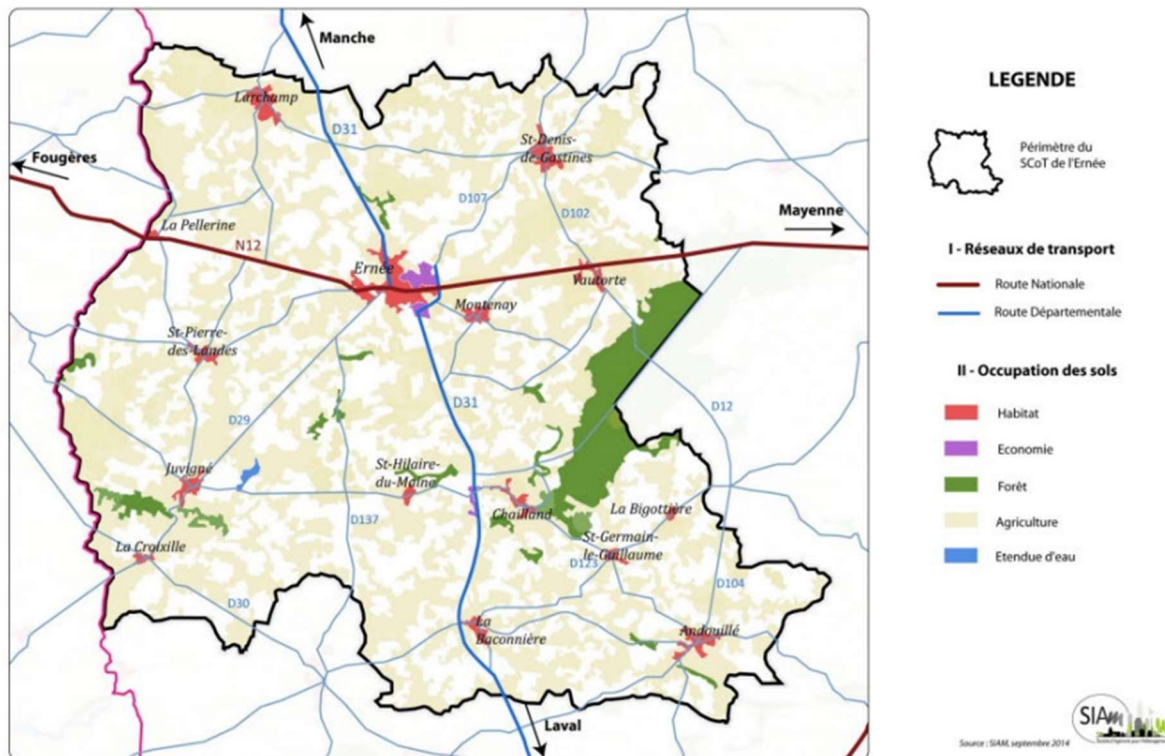 Manche
Larchamp
D31
St-Denis-
de-Gastines
Fougères
D107
D102
Mayenne
La Pellerine
N12
Ernée
Vautorte
Montenay
St-Pierre-
des-Landes
D29
D31
D12
Juvigné
St-Hilaire-
du-Maine
Chailland
La Bigottière
D137
La Croixille
St-Germain-
le-Guillaume
D123
D104
D30
La
Baconnière
Andouillé
Laval
LEGENDE
Périmètre du
SCoT de l'Ernée
I - Réseaux de transport
Route Nationale
Route Départementale
II - Occupation des sols
Habitat
Economie
Forêt
Agriculture
Etendue d'eau
SIAM
Source : SIAM, septembre 2014